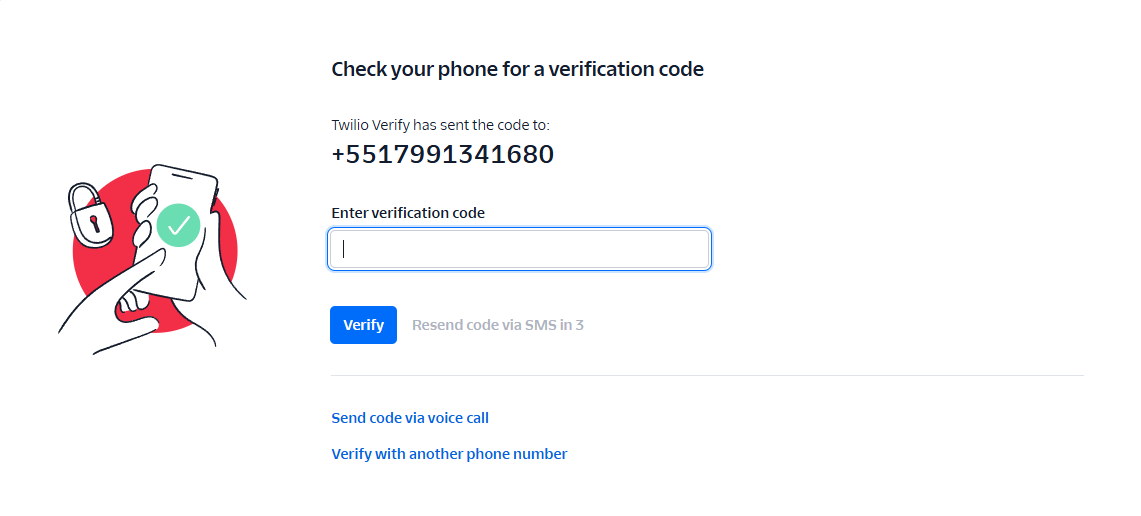 Check your phone for a verification code
Twilio Verify has sent the code to:
+5517991341680
Enter verification code
Verify
Resend code via SMS in 3
Send code via voice call
Verify with another phone number